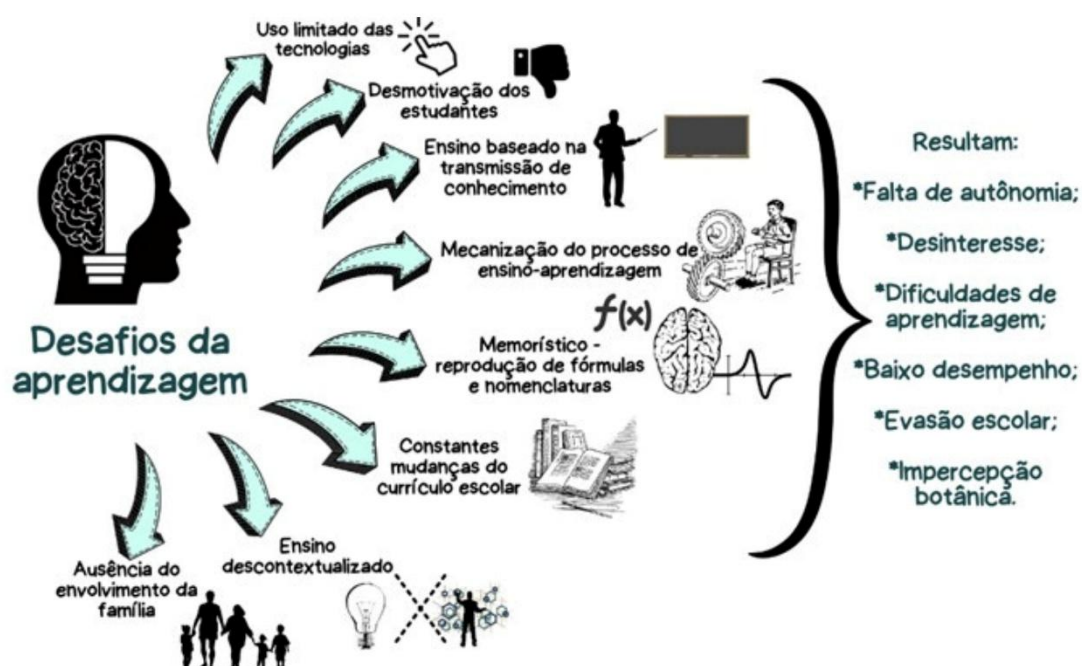 Uso limitado das
tecnologias
Desmotivação dos
estudantes
Ensino baseado na
transmissão de
conhecimento
Mecanização do processo de
ensino-aprendizagem
f(x)
Memorístico -
reprodução de fórmulas
e nomenclaturas
Constantes
mudanças do
currículo escolar
Ensino
descontextualizado
Ausência do
envolvimento da
família
Desafios da
aprendizagem
Resultam:
*Falta de autônomia;
*Desinteresse;
*Dificuldades de
aprendizagem;
*Baixo desempenho;
*Evasão escolar;
*Impercepção
botânica.